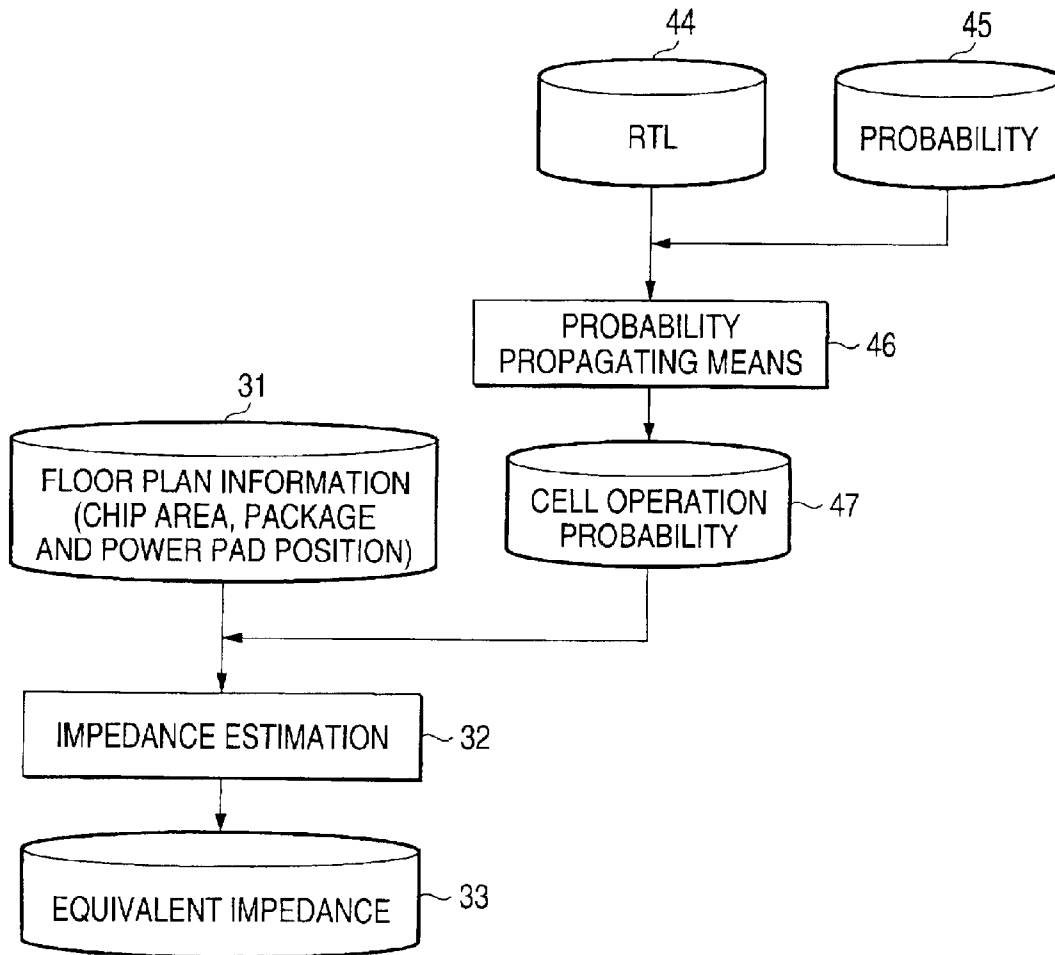 44
45
RTL
PROBABILITY
PROBABILITY
PROPAGATING MEANS
46
31
FLOOR PLAN INFORMATION
(CHIP AREA, PACKAGE
AND POWER PAD POSITION)
CELL OPERATION
PROBABILITY
47
IMPEDANCE ESTIMATION
32
EQUIVALENT IMPEDANCE
33